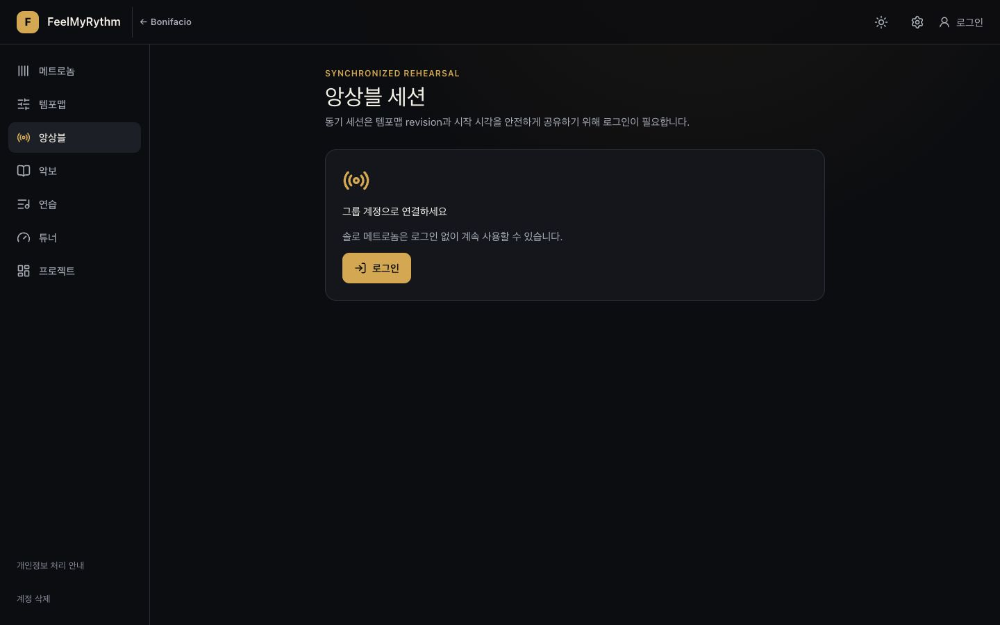 F
FeelMyRythm
← Bonifacio
로그인
메트로놈
템포맵
앙상블
악보
연습
튜너
프로젝트
개인정보 처리 안내
계정 삭제
SYNCHRONIZED REHEARSAL
앙상블 세션
동기 세션은 템포맵 revision과 시작 시각을 안전하게 공유하기 위해 로그인이 필요합니다.
그룹 계정으로 연결하세요
솔로 메트로놈은 로그인 없이 계속 사용할 수 있습니다.
로그인